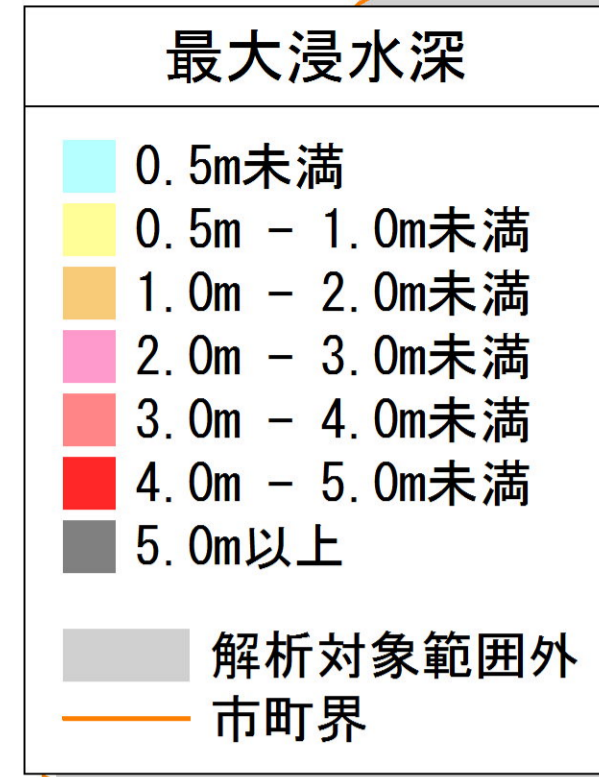 最大浸水深
0.5m未満
0.5m − 1.0m未満
1.0m − 2.0m未満
2.0m − 3.0m未満
3.0m − 4.0m未満
4.0m − 5.0m未満
5.0m以上
解析対象範囲外
市町界